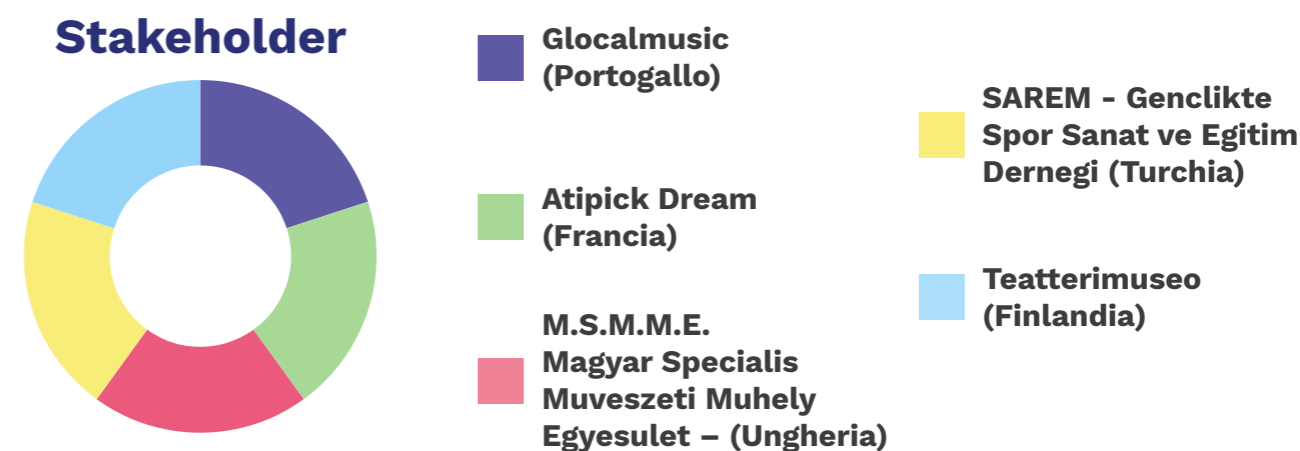 Stakeholder
Glocalmusic
(Portogallo)
Atipick Dream
(Francia)
M.S.M.M.E.
Magyar Specialis
Muveszeti Muhely
Egyesulet – (Ungheria)
SAREM - Genclikte
Spor Sanat ve Egitim
Dernegi (Turchia)
Teatterimuseo
(Finlandia)